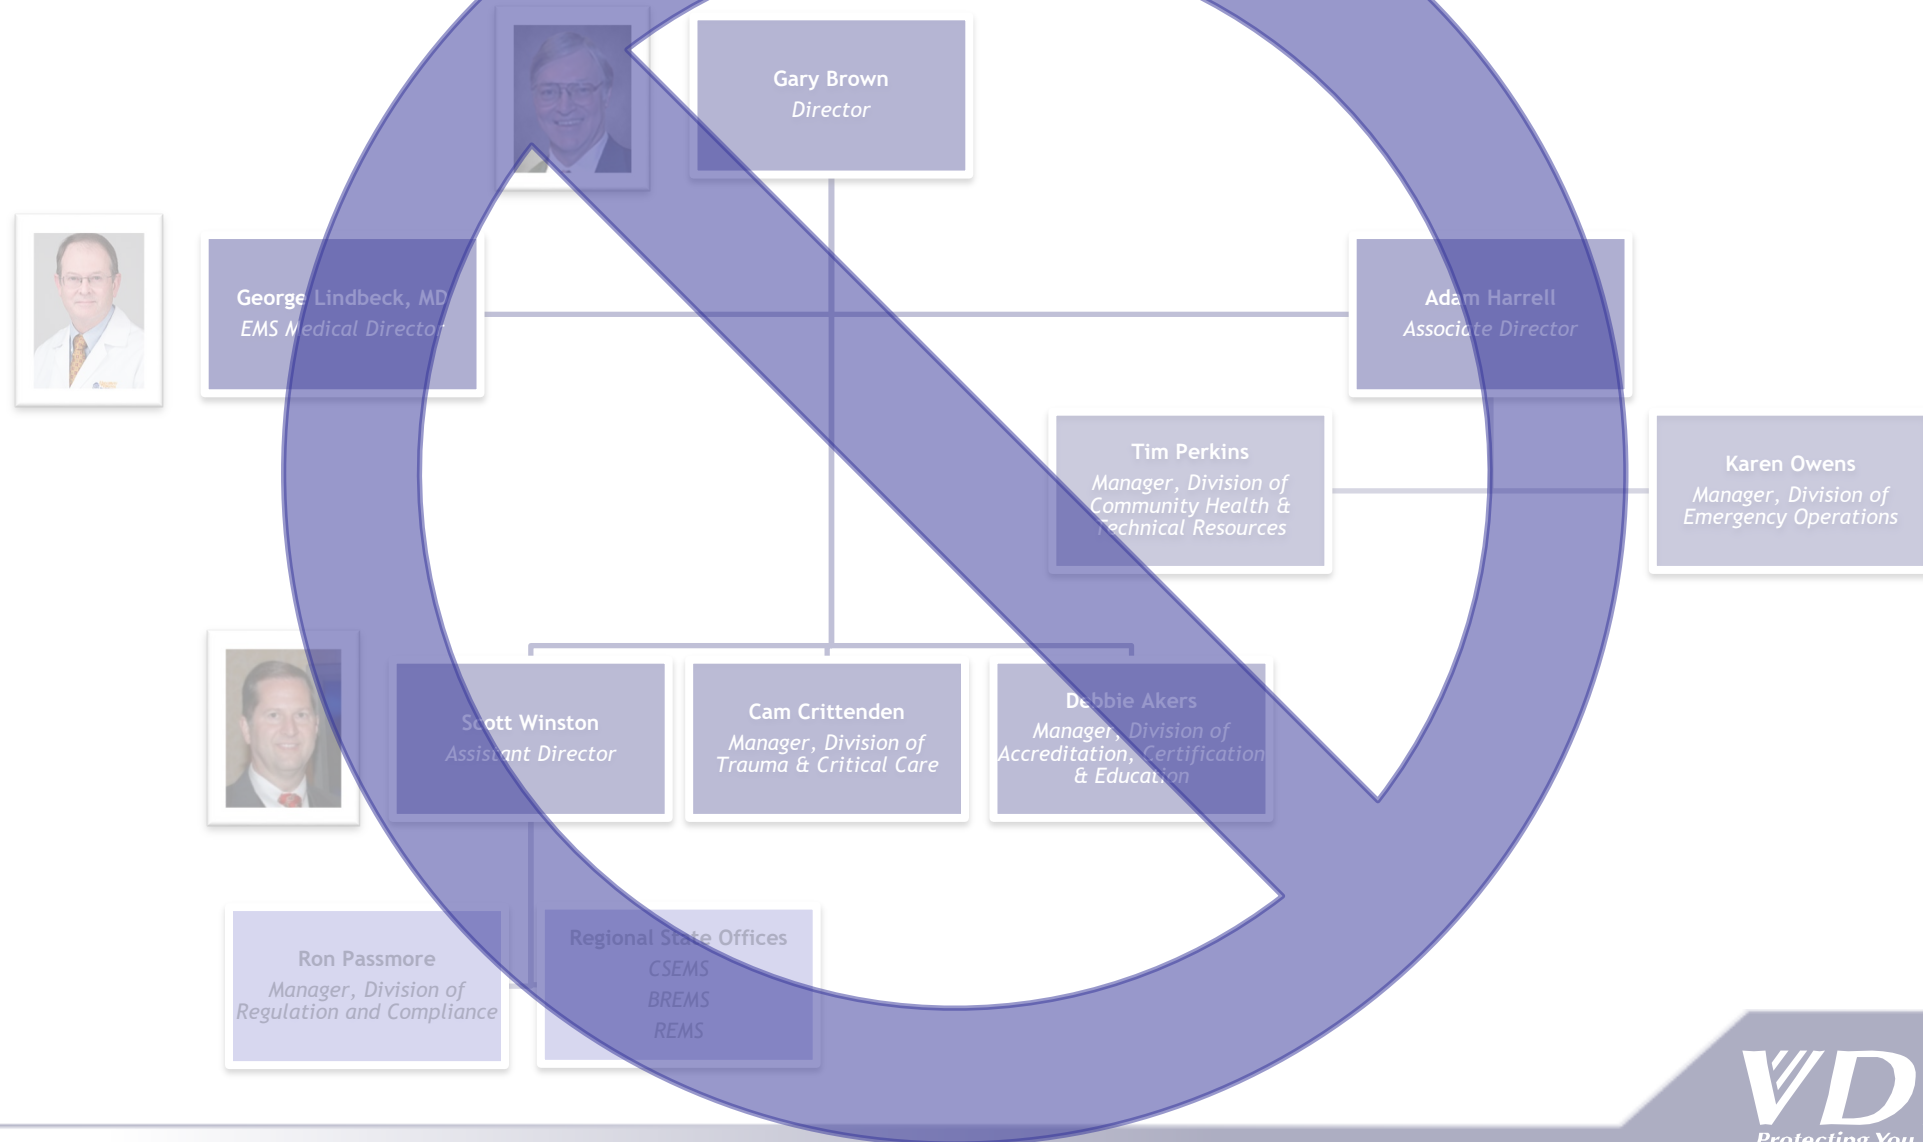 Gary Brown
Director
George Lindbeck, MD
EMS Medical Director
Adam Harrell
Associate Director
Tim Perkins
Manager, Division of
Community Health &
Technical Resources
Karen Owens
Manager, Division of
Emergency Operations
Scott Winston
Assistant Director
Cam Crittenden
Manager, Division of
Trauma & Critical Care
Debbie Akers
Manager, Division of
Accreditation, Certification
& Education
Ron Passmore
Manager, Division of
Regulation and Compliance
Regional State Offices
CSEMS
BREMS
REMS
VD
Protecting You